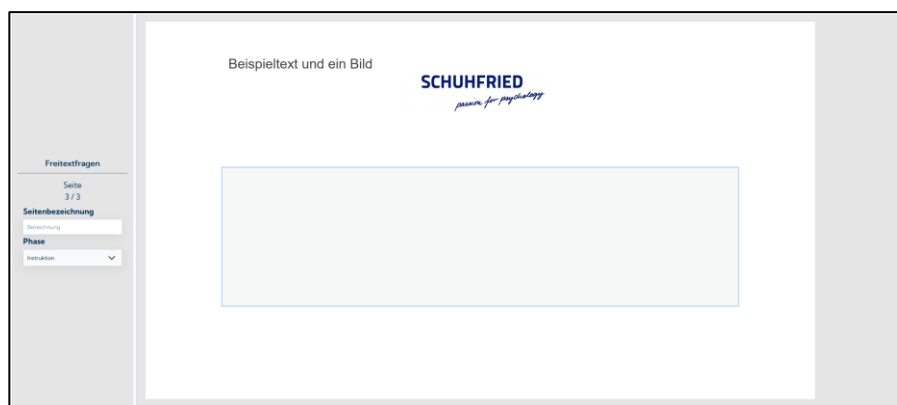 Beispieltext und ein Bild
SCHUHFRIED
passion for psychology
Freitextfragen
Seite
3 / 3
Seitenbezeichnung
Bezeichnung
Phase
Instruktion